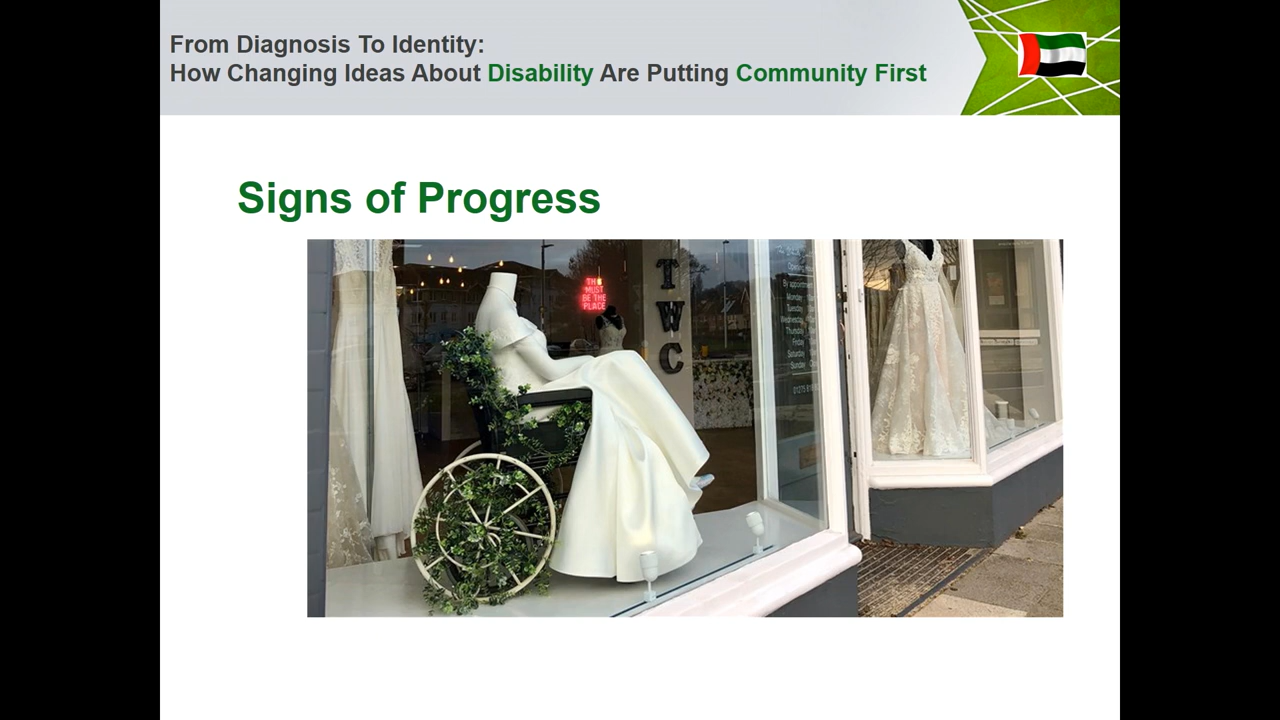 From Diagnosis To Identity:
How Changing Ideas About Disability Are Putting Community First
Signs of Progress
MUST
BE THE
PLACE
TWC
By appointment
Monday
Tuesday
Wednesday
Thursday
Friday
Saturday
Sunday